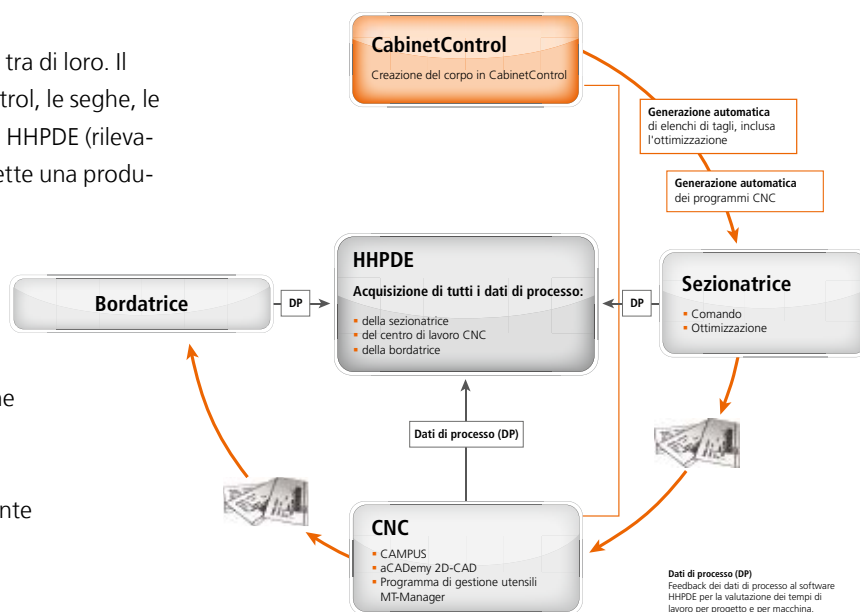 tra di loro. Il
trol, le seghe, le
HHPDE (rileva-
ette una produ-
ne
nte
CabinetControl
Creazione del corpo in CabinetControl
Generazione automatica
di elenchi di tagli, inclusa
l'ottimizzazione
Generazione automatica
dei programmi CNC
HHPDE
Acquisizione di tutti i dati di processo:
▪ della sezionatrice
▪ del centro di lavoro CNC
▪ della bordatrice
Bordatrice
DP
DP
Sezionatrice
▪ Comando
▪ Ottimizzazione
Dati di processo (DP)
CNC
▪ CAMPUS
▪ aCADemy 2D-CAD
▪ Programma di gestione utensili
MT-Manager
Dati di processo (DP)
Feedback dei dati di processo al software
HHPDE per la valutazione dei tempi di
lavoro per progetto e per macchina.